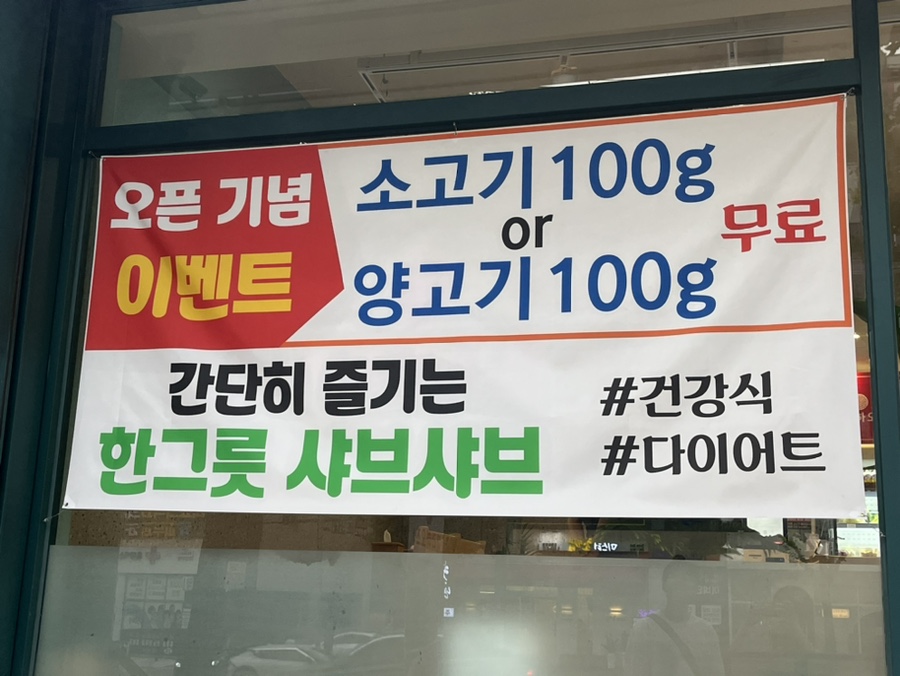 오픈 기념
이벤트
소고기 100g
or
양고기 100g
무료
간단히 즐기는
한그릇 샤브샤브
#건강식
#다이어트